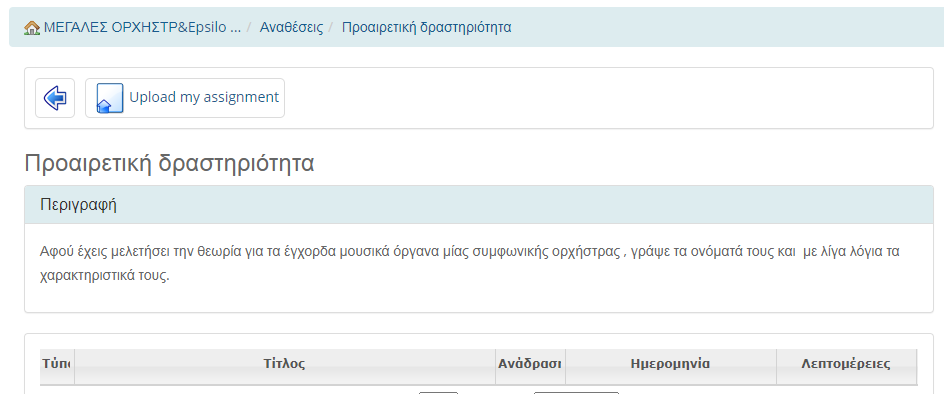 ΜΕΓΑΛΕΣ ΟΡΧΗΣΤΡ&Epsilo ... / Αναθέσεις / Προαιρετική δραστηριότητα
Upload my assignment
Προαιρετική δραστηριότητα
Περιγραφή
Αφού έχεις μελετήσει την θεωρία για τα έγχορδα μουσικά όργανα μίας συμφωνικής ορχήστρας , γράψε τα ονόματά τους και με λίγα λόγια τα
χαρακτηριστικά τους.
Τύπο Τίτλος Ανάδρασι Ημερομηνία Λεπτομέρειες